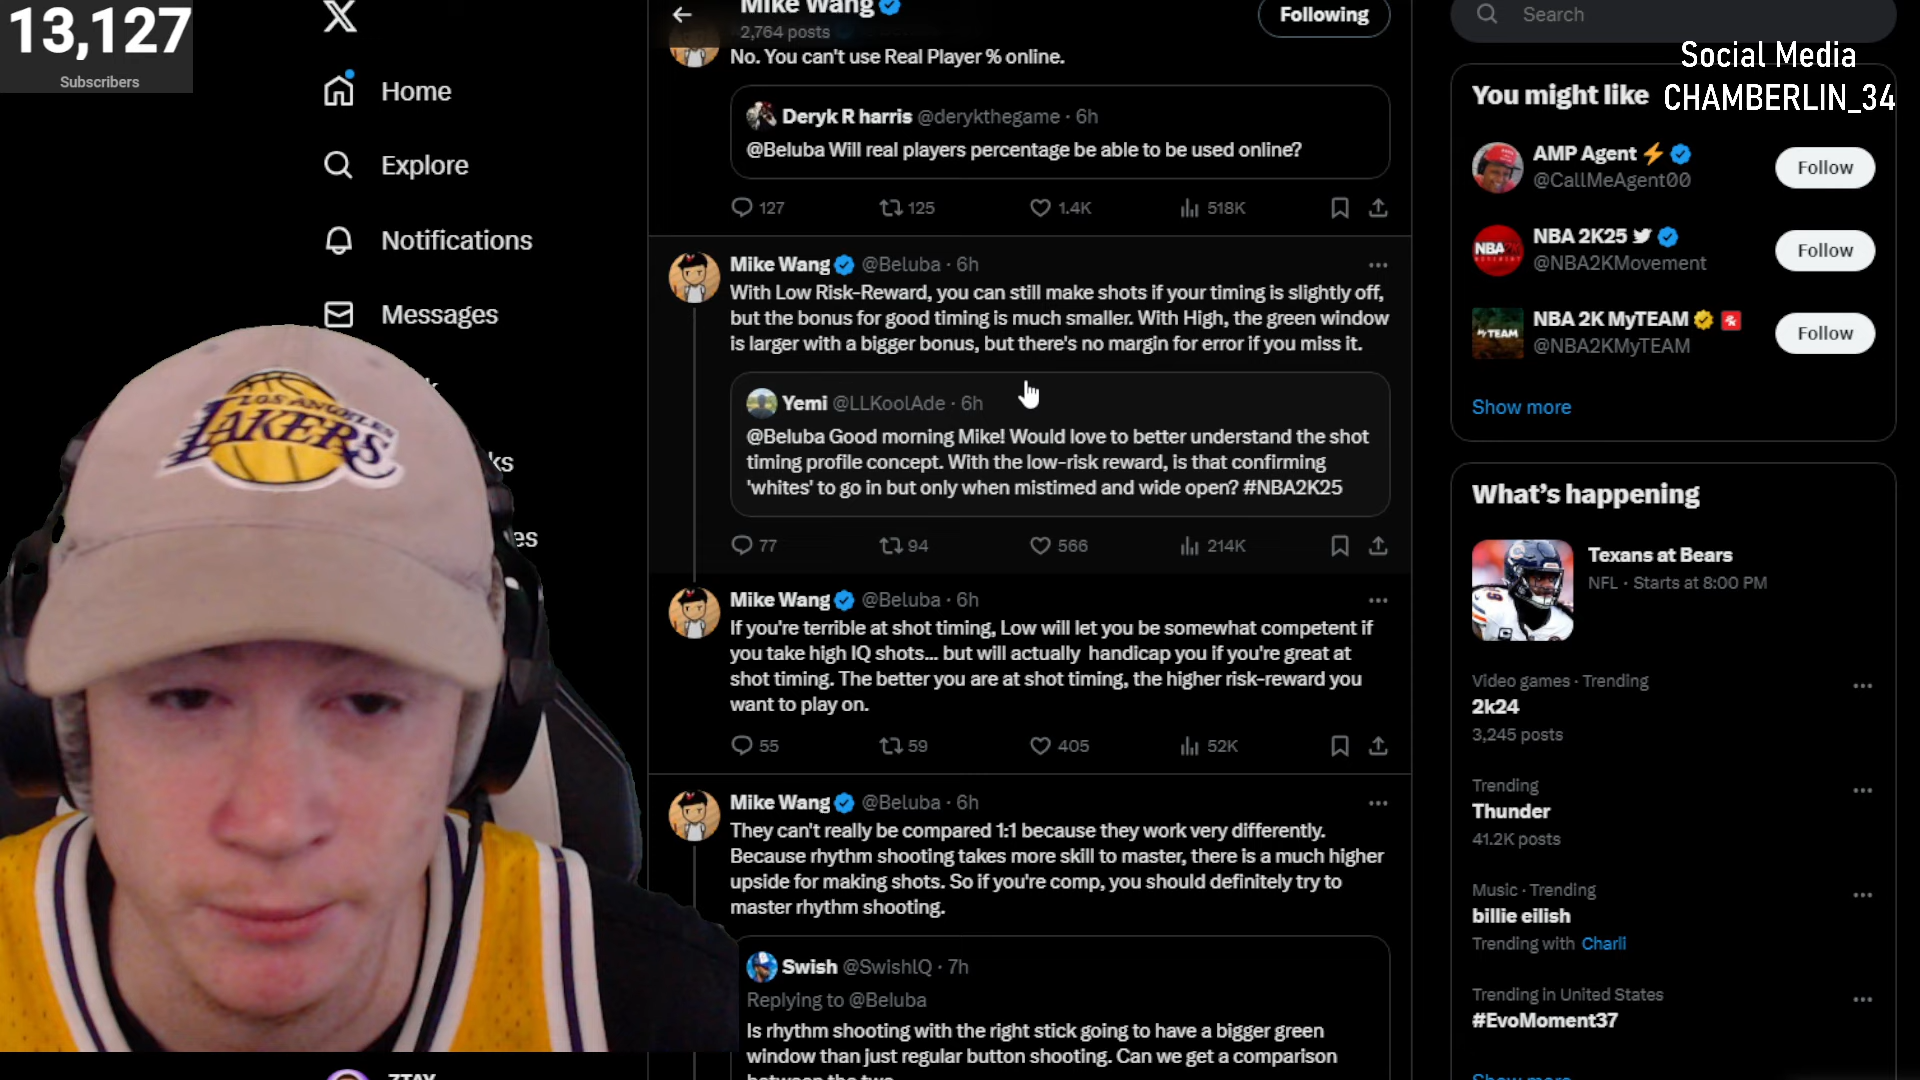 13,127
Subscribers
Home
Explore
Notifications
Messages
ks
es
LOS ANGELES
LAKERS
ZTAY
Mike Wang
2,764 posts
Following
No. You can't use Real Player % online.
Deryk R harris @derykthegame · 6h
@Beluba Will real players percentage be able to be used online?
127 125 1.4K 518K
Mike Wang @Beluba · 6h
With Low Risk-Reward, you can still make shots if your timing is slightly off,
but the bonus for good timing is much smaller. With High, the green window
is larger with a bigger bonus, but there's no margin for error if you miss it.
Yemi @LLKoolAde · 6h
@Beluba Good morning Mike! Would love to better understand the shot
timing profile concept. With the low-risk reward, is that confirming
'whites' to go in but only when mistimed and wide open? #NBA2K25
77 94 566 214K
Mike Wang @Beluba · 6h
If you're terrible at shot timing, Low will let you be somewhat competent if
you take high IQ shots... but will actually handicap you if you're great at
shot timing. The better you are at shot timing, the higher risk-reward you
want to play on.
55 59 405 52K
Mike Wang @Beluba · 6h
They can't really be compared 1:1 because they work very differently.
Because rhythm shooting takes more skill to master, there is a much higher
upside for making shots. So if you're comp, you should definitely try to
master rhythm shooting.
Swish @SwishIQ · 7h
Replying to @Beluba
Is rhythm shooting with the right stick going to have a bigger green
window than just regular button shooting. Can we get a comparison
between the two
Search
Social Media
CHAMBERLIN_34
You might like
AMP Agent
@CallMeAgent00
Follow
NBA 2K25
@NBA2KMovement
Follow
NBA 2K MyTEAM
@NBA2KMyTEAM
Follow
Show more
What's happening
Texans at Bears
NFL · Starts at 8:00 PM
Video games · Trending
2k24
3,245 posts
Trending
Thunder
41.2K posts
Music · Trending
billie eilish
Trending with Charli
Trending in United States
#EvoMoment37
Show more